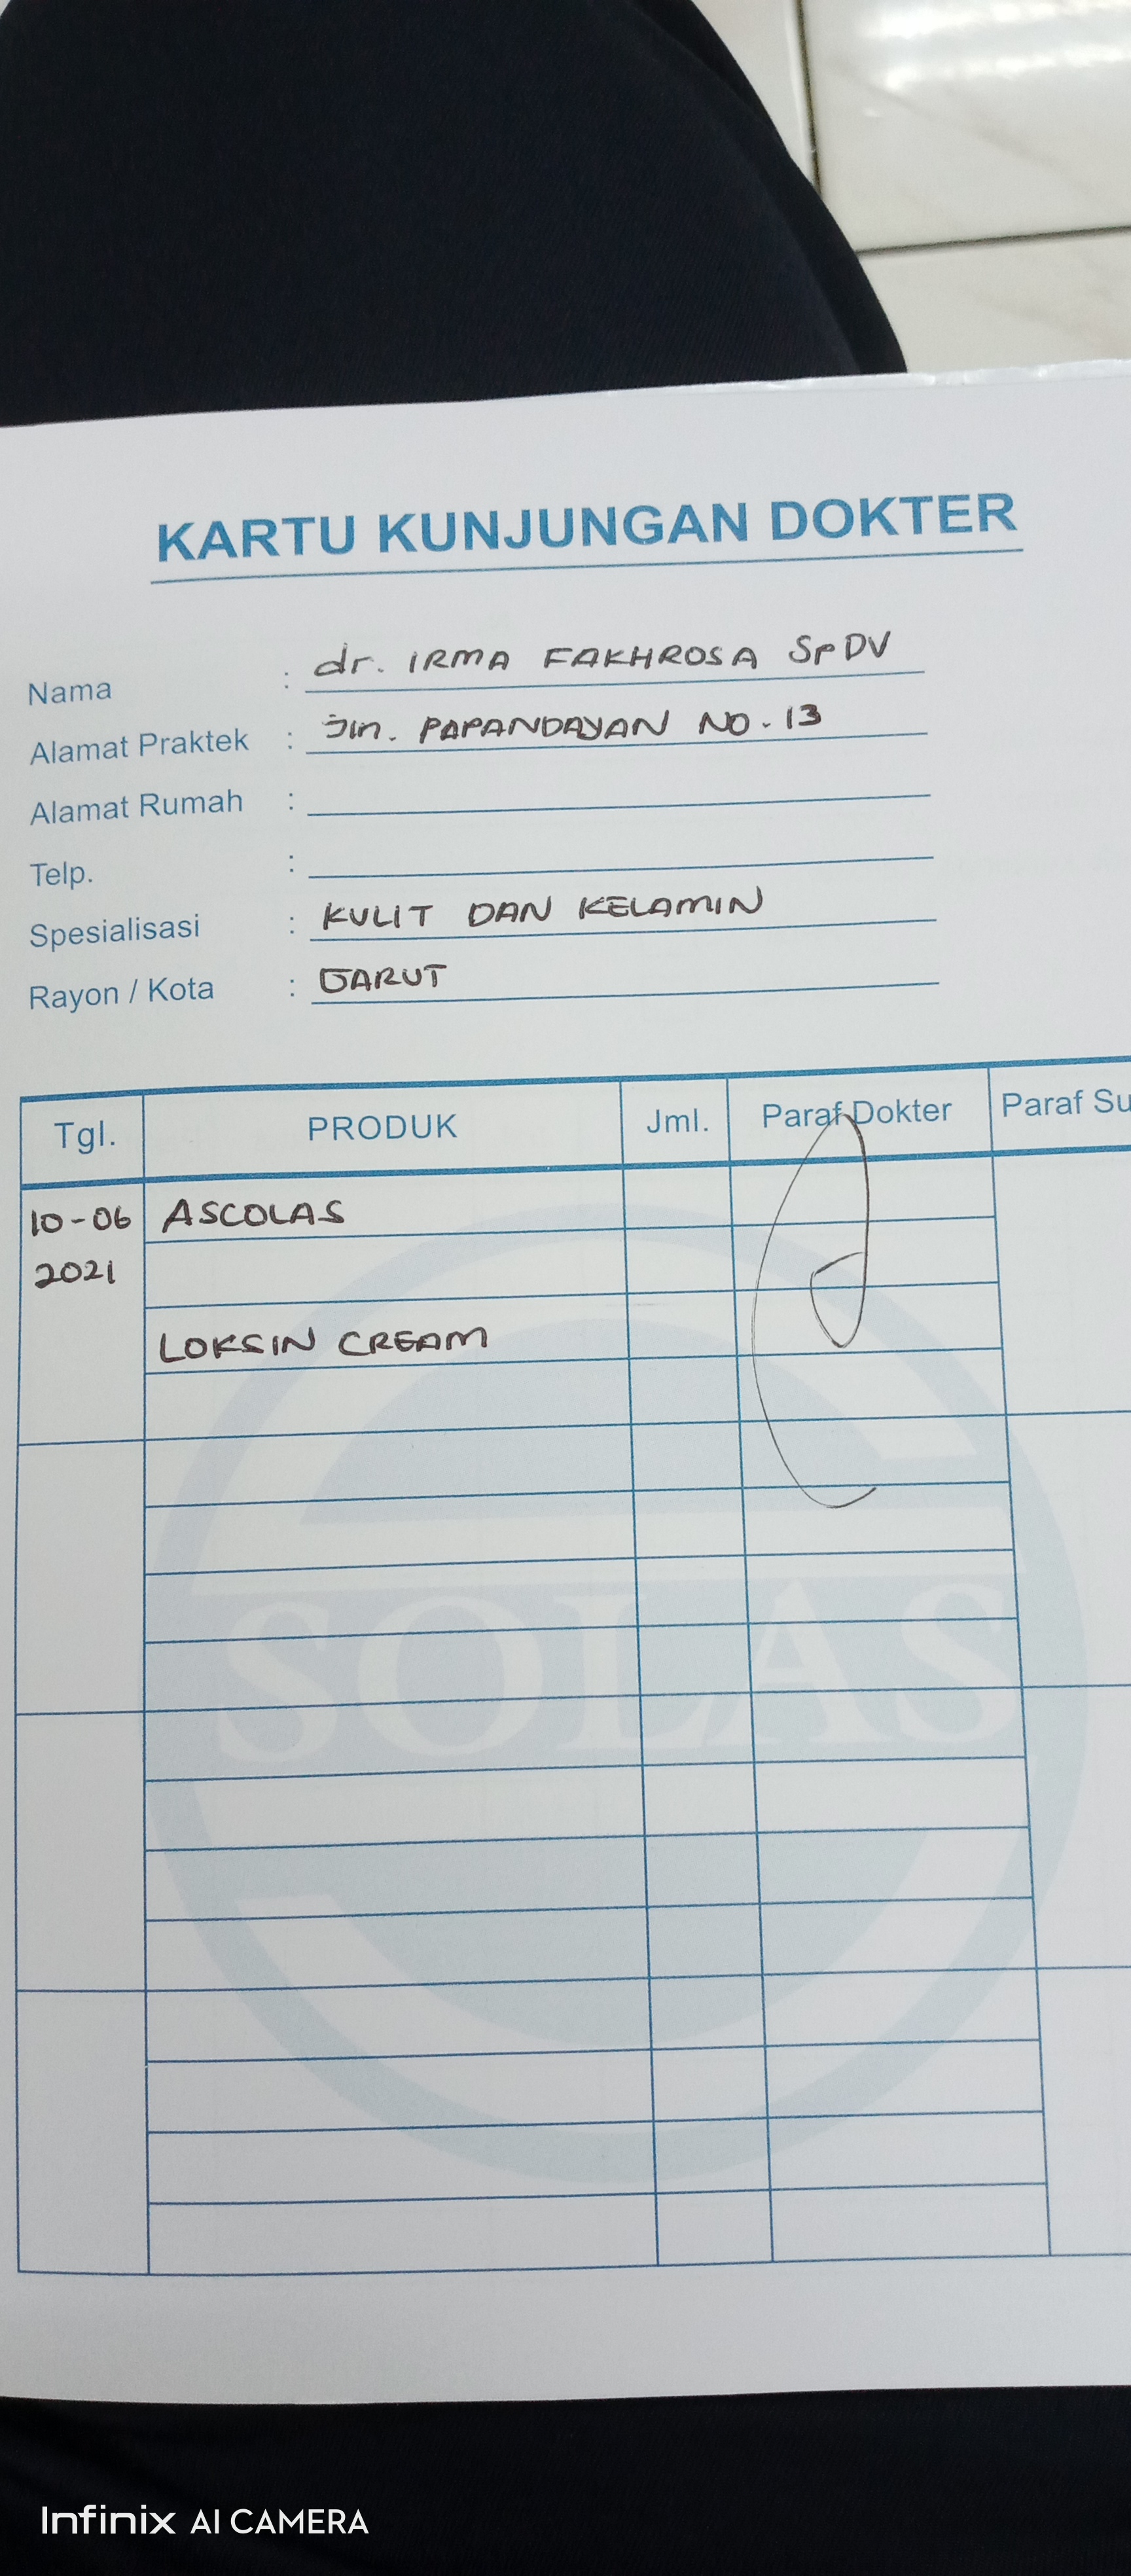 KARTU KUNJUNGAN DOKTER
Nama : dr. IRMA FAKHROSA SPDV
Alamat Praktek : Jln. PAPANDAYAN NO. 13
Alamat Rumah :
Telp. :
Spesialisasi : KULIT DAN KELAMIN
Rayon / Kota : GARUT
Tgl. PRODUK Jml. Paraf Dokter Paraf Su
10-06 ASCOLAS
2021
LOKSIN CREAM
SOLAS
Infinix AI CAMERA